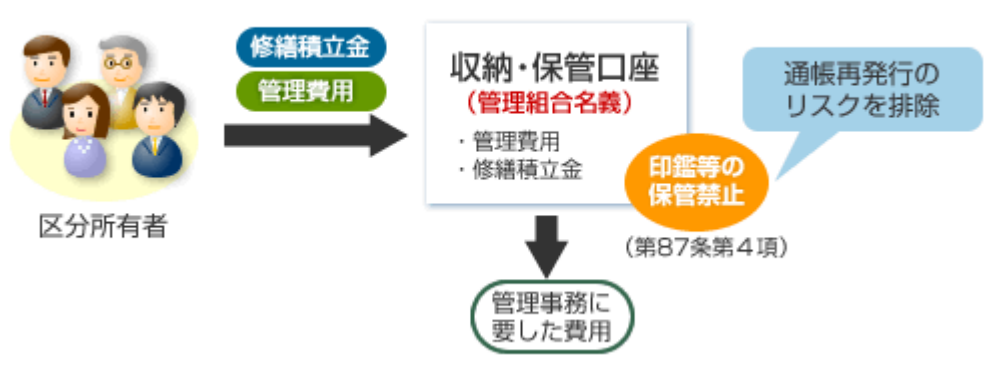 修繕積立金
管理費用
区分所有者
収納・保管口座
（管理組合名義）
・管理費用
・修繕積立金
印鑑等の
保管禁止
（第87条第４項）
通帳再発行の
リスクを排除
管理事務に
要した費用